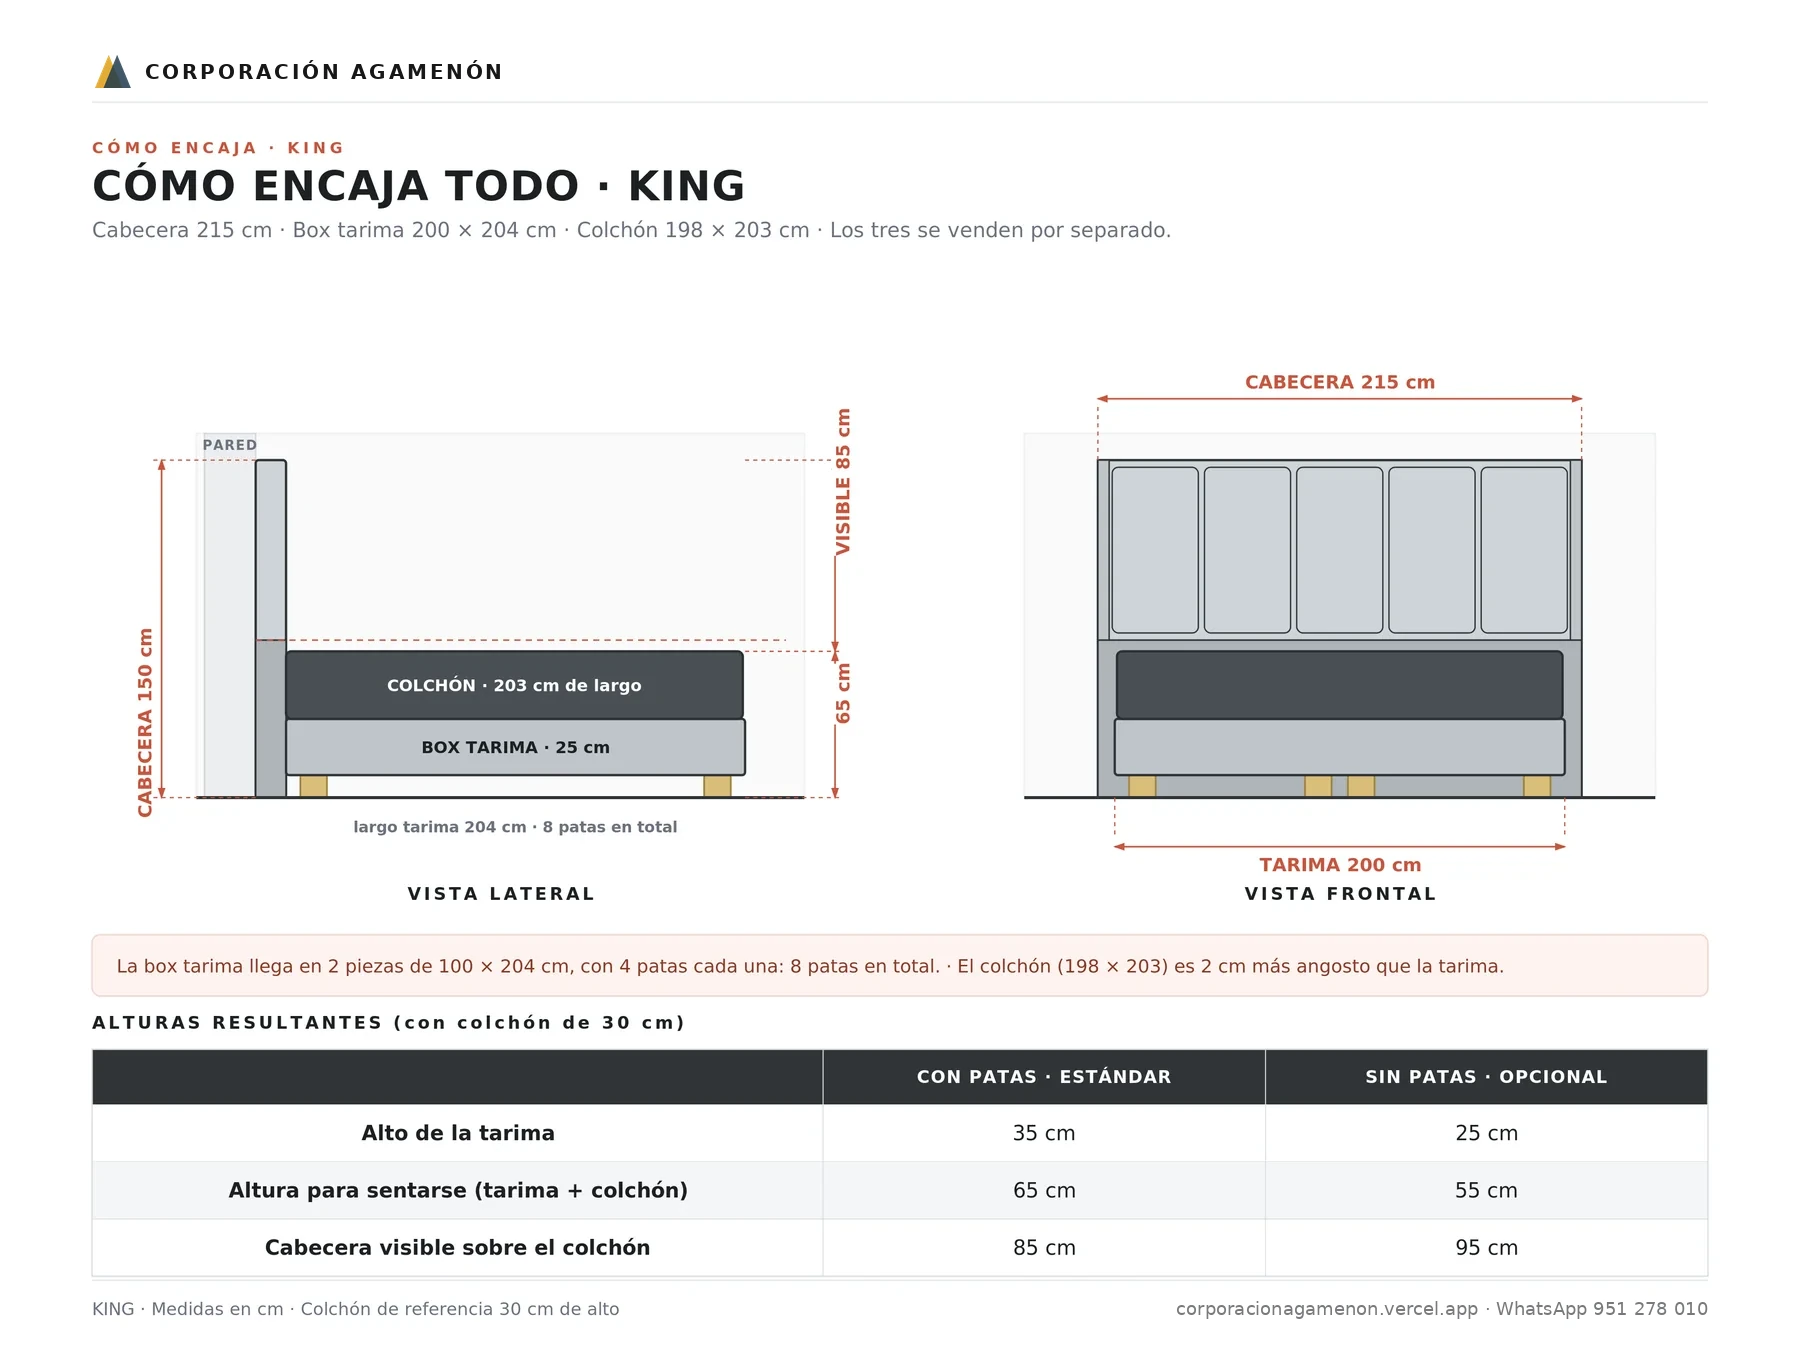 CORPORACIÓN AGAMENÓN
CÓMO ENCAJA · KING
CÓMO ENCAJA TODO · KING
Cabecera 215 cm · Box tarima 200 × 204 cm · Colchón 198 × 203 cm · Los tres se venden por separado.
PARED
CABECERA 150 cm
VISIBLE 85 cm
65 cm
COLCHÓN · 203 cm de largo
BOX TARIMA · 25 cm
largo tarima 204 cm · 8 patas en total
VISTA LATERAL
CABECERA 215 cm
TARIMA 200 cm
VISTA FRONTAL
La box tarima llega en 2 piezas de 100 × 204 cm, con 4 patas cada una: 8 patas en total. · El colchón (198 × 203) es 2 cm más angosto que la tarima.
ALTURAS RESULTANTES (con colchón de 30 cm)
CON PATAS · ESTÁNDAR SIN PATAS · OPCIONAL
Alto de la tarima 35 cm 25 cm
Altura para sentarse (tarima + colchón) 65 cm 55 cm
Cabecera visible sobre el colchón 85 cm 95 cm
KING · Medidas en cm · Colchón de referencia 30 cm de alto
corporacionagamenon.vercel.app · WhatsApp 951 278 010